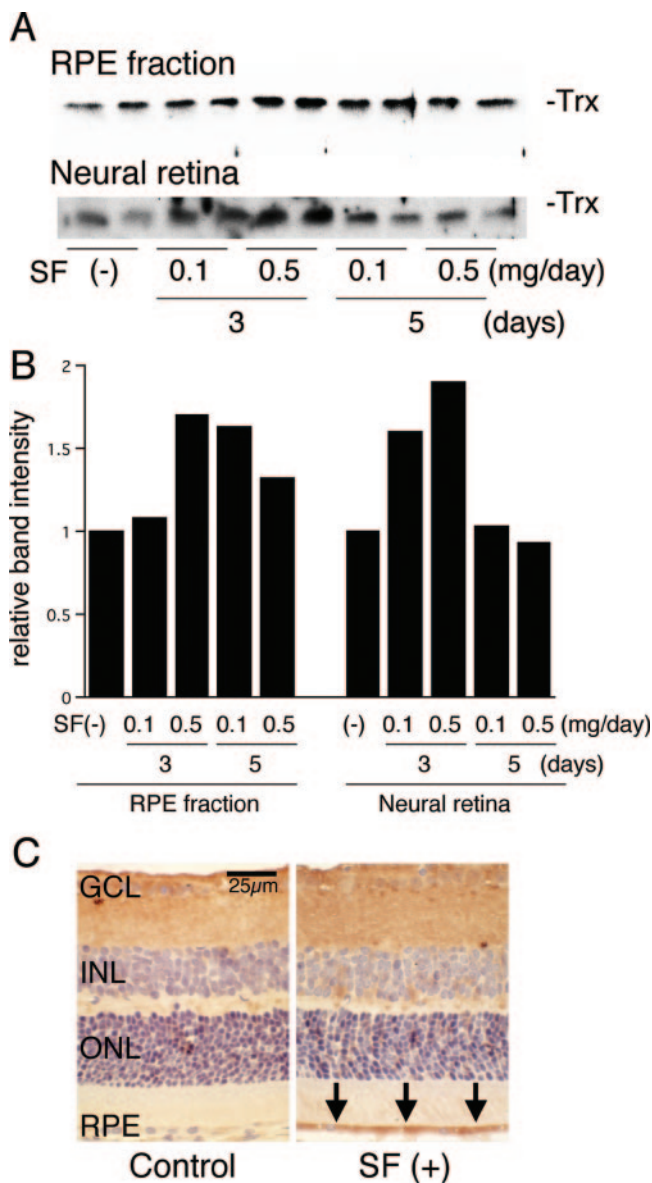 A
RPE fraction
-Trx
Neural retina
-Trx
SF (-) 0.1 0.5 0.1 0.5 (mg/day)
3 5 (days)
B
relative band intensity
2
1.5
1
0.5
0
SF(-) 0.1 0.5 0.1 0.5 (-) 0.1 0.5 0.1 0.5 (mg/day)
3 5 3 5 (days)
RPE fraction Neural retina
C
GCL
25µm
INL
ONL
RPE
Control SF (+)